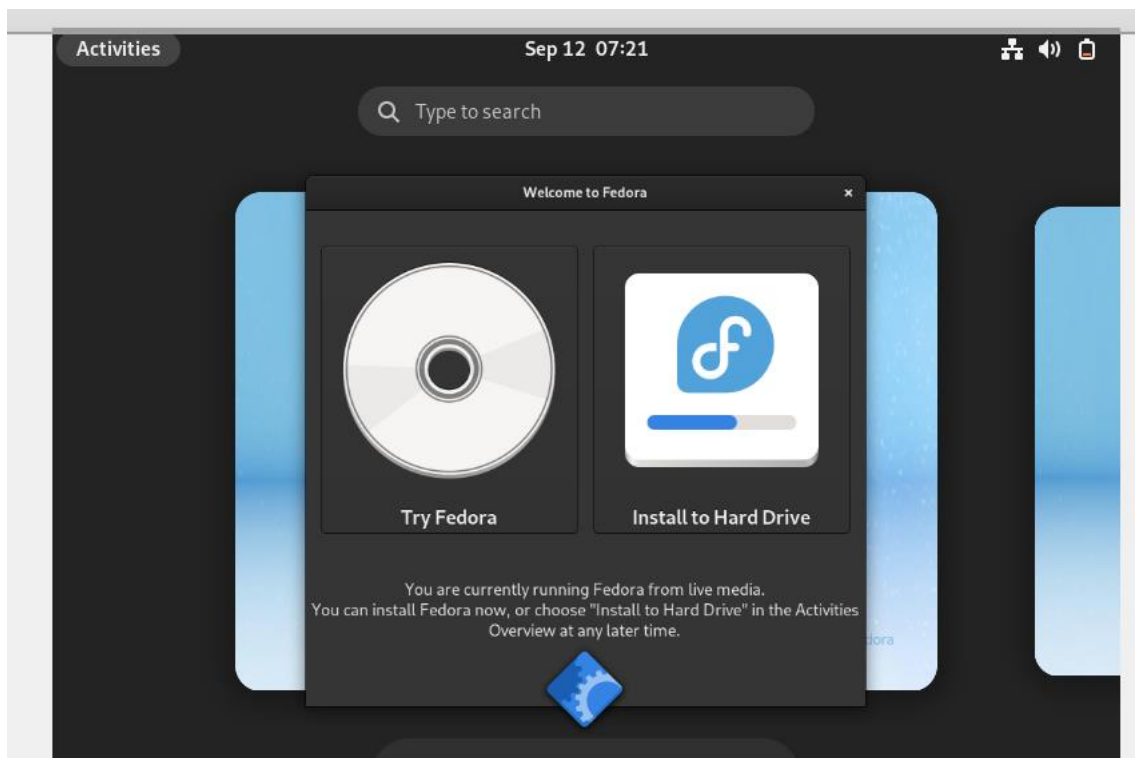 Activities
Sep 12 07:21
Type to search
Welcome to Fedora
Try Fedora
Install to Hard Drive
You are currently running Fedora from live media.
You can install Fedora now, or choose "Install to Hard Drive" in the Activities
Overview at any later time.
dora